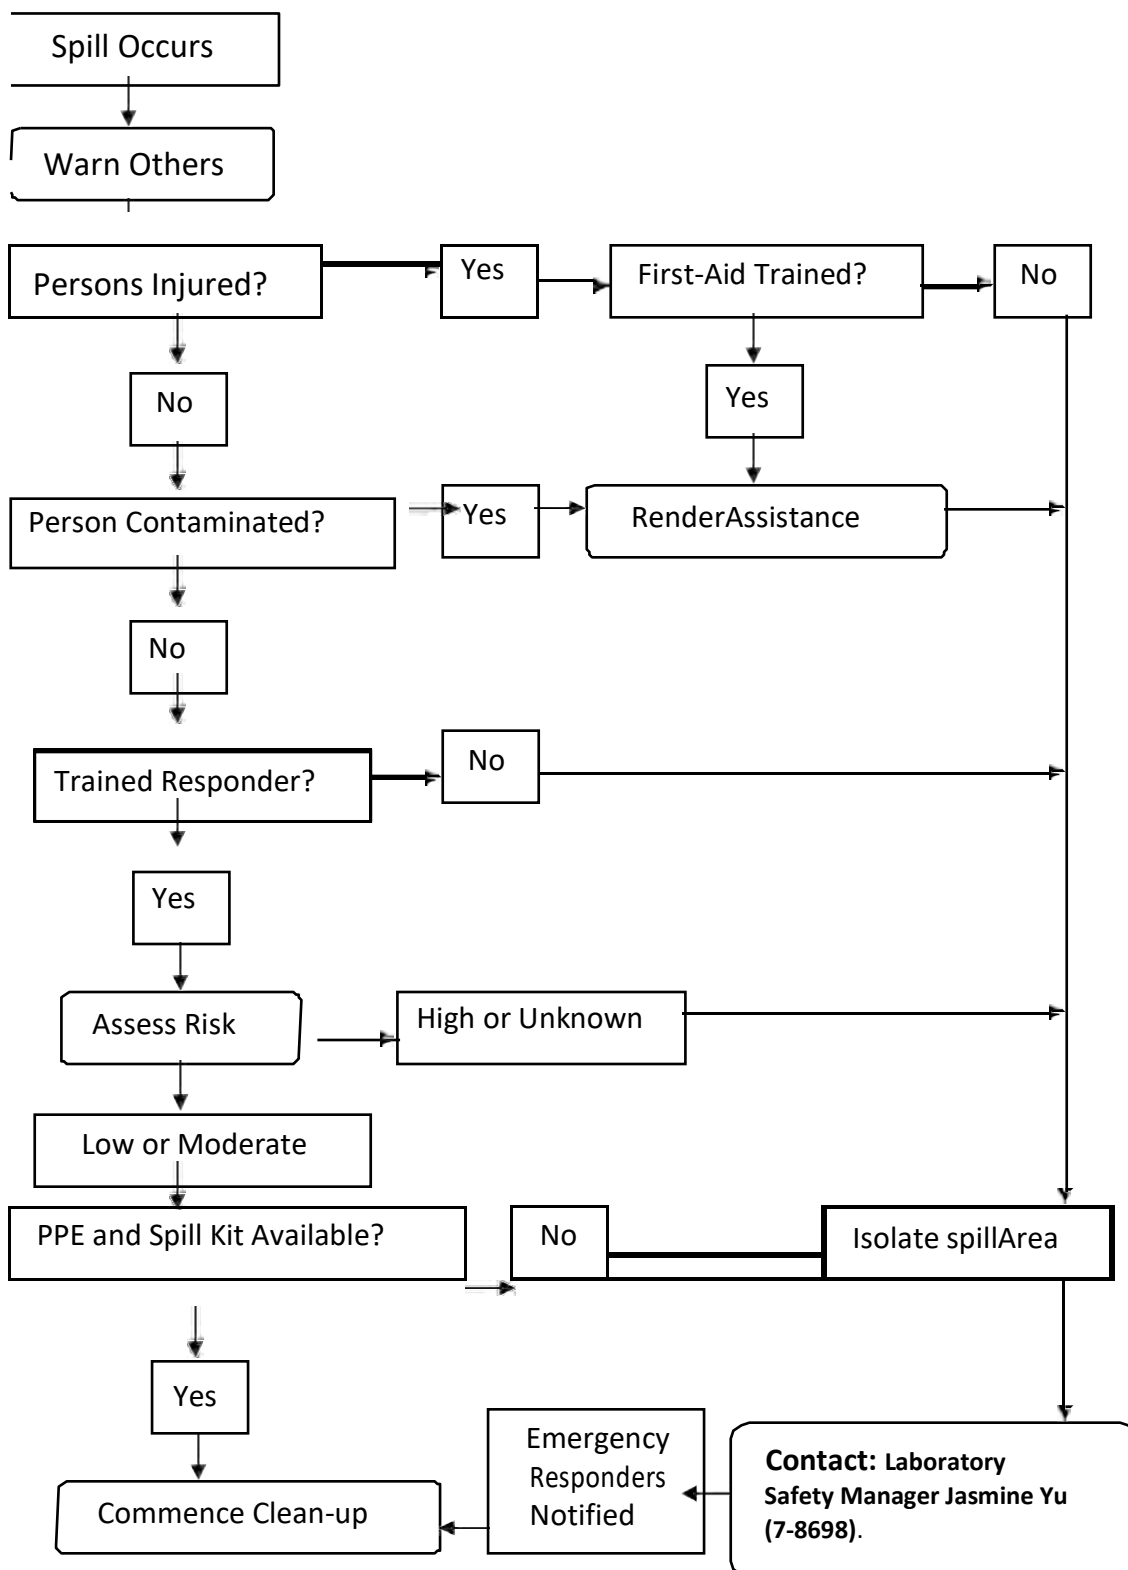 Spill Occurs
Warn Others
Persons Injured?
Yes
First-Aid Trained?
No
No
Yes
Person Contaminated?
Yes
RenderAssistance
No
Trained Responder?
No
Yes
Assess Risk
High or Unknown
Low or Moderate
PPE and Spill Kit Available?
No
Isolate spillArea
Yes
Emergency
Responders
Notified
Contact: Laboratory
Safety Manager Jasmine Yu
(7-8698).
Commence Clean-up